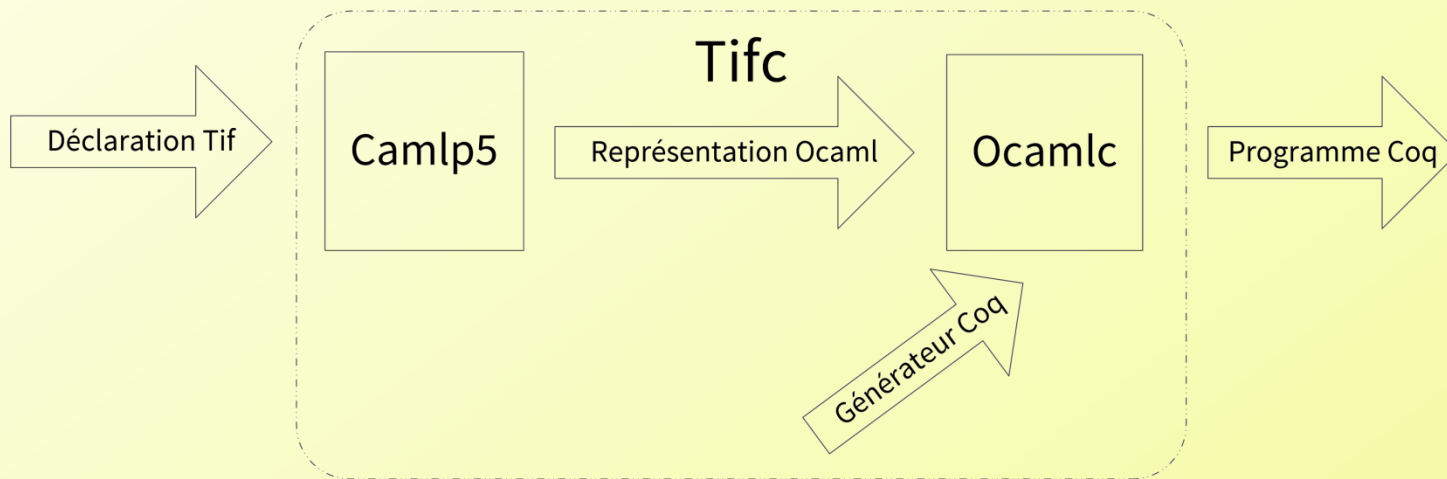 Tifc
Déclaration Tif
Camlp5
Représentation Ocaml
Ocamlc
Programme Coq
Générateur Coq